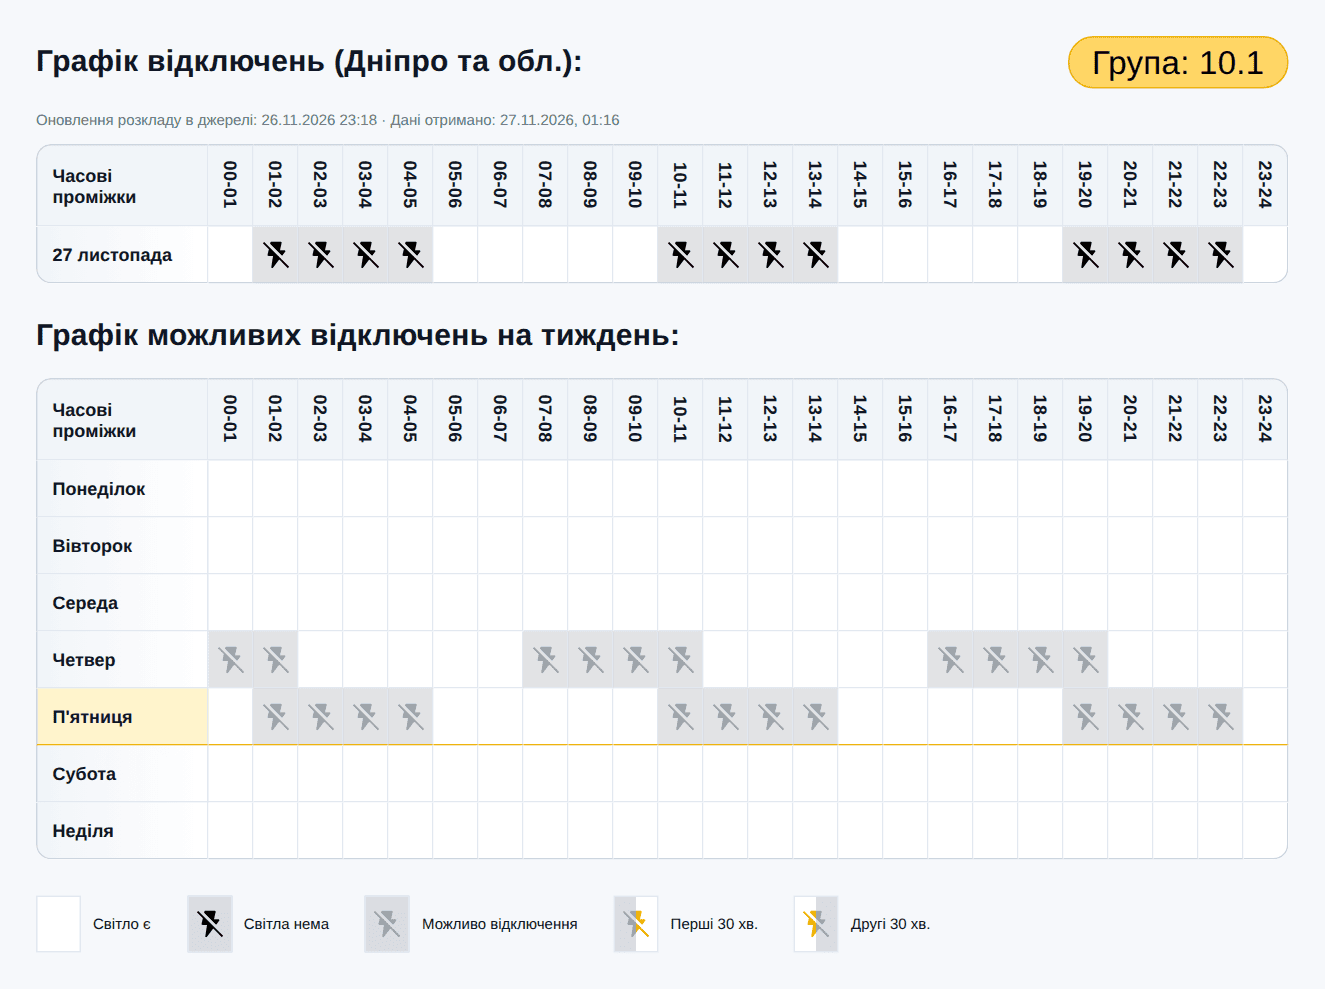 Графік відключень (Дніпро та обл.):
Група: 10.1
Оновлення розкладу в джерелі: 26.11.2026 23:18 · Дані отримано: 27.11.2026, 01:16
Часові проміжки 00-01 01-02 02-03 03-04 04-05 05-06 06-07 07-08 08-09 09-10 10-11 11-12 12-13 13-14 14-15 15-16 16-17 17-18 18-19 19-20 20-21 21-22 22-23 23-24
27 листопада
Графік можливих відключень на тиждень:
Часові проміжки 00-01 01-02 02-03 03-04 04-05 05-06 06-07 07-08 08-09 09-10 10-11 11-12 12-13 13-14 14-15 15-16 16-17 17-18 18-19 19-20 20-21 21-22 22-23 23-24
Понеділок
Вівторок
Середа
Четвер
П'ятниця
Субота
Неділя
Світло є Світла нема Можливо відключення Перші 30 хв. Другі 30 хв.